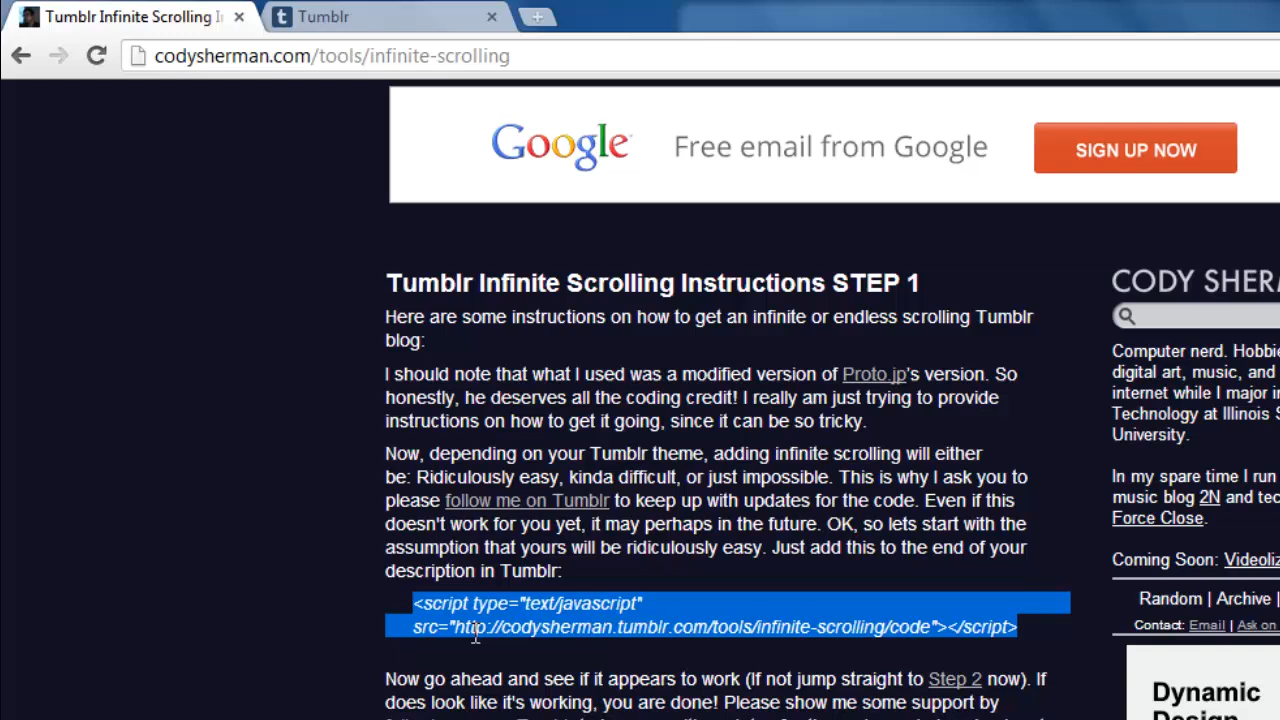 Tumblr Infinite Scrolling I
Tumblr
codysherman.com/tools/infinite-scrolling
Google
Free email from Google
SIGN UP NOW
Tumblr Infinite Scrolling Instructions STEP 1
Here are some instructions on how to get an infinite or endless scrolling Tumblr
blog:
I should note that what I used was a modified version of Proto.jp's version. So
honestly, he deserves all the coding credit! I really am just trying to provide
instructions on how to get it going, since it can be so tricky.
Now, depending on your Tumblr theme, adding infinite scrolling will either
be: Ridiculously easy, kinda difficult, or just impossible. This is why I ask you to
please follow me on Tumblr to keep up with updates for the code. Even if this
doesn't work for you yet, it may perhaps in the future. OK, so lets start with the
assumption that yours will be ridiculously easy. Just add this to the end of your
description in Tumblr:
<script type="text/javascript"
src="http://codysherman.tumblr.com/tools/infinite-scrolling/code"></script>
Now go ahead and see if it appears to work (If not jump straight to Step 2 now). If
does look like it's working, you are done! Please show me some support by
CODY SHER
Computer nerd. Hobbie
digital art, music, and
internet while I major i
Technology at Illinois S
University.
In my spare time I run
music blog 2N and tec
Force Close.
Coming Soon: Videoliz
Random | Archive |
Contact: Email | Ask on
Dynamic
Design